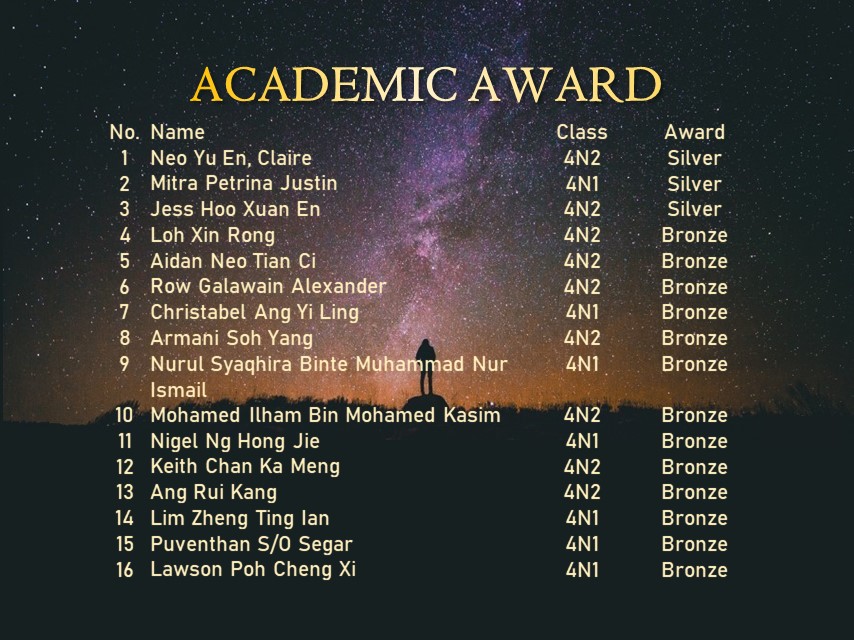 ACADEMIC AWARD
No. Name Class Award
1 Neo Yu En, Claire 4N2 Silver
2 Mitra Petrina Justin 4N1 Silver
3 Jess Hoo Xuan En 4N2 Silver
4 Loh Xin Rong 4N2 Bronze
5 Aidan Neo Tian Ci 4N2 Bronze
6 Row Galawain Alexander 4N2 Bronze
7 Christabel Ang Yi Ling 4N1 Bronze
8 Armani Soh Yang 4N2 Bronze
9 Nurul Syaqhira Binte Muhammad Nur 4N1 Bronze
Ismail
10 Mohamed Ilham Bin Mohamed Kasim 4N2 Bronze
11 Nigel Ng Hong Jie 4N1 Bronze
12 Keith Chan Ka Meng 4N2 Bronze
13 Ang Rui Kang 4N2 Bronze
14 Lim Zheng Ting Ian 4N1 Bronze
15 Puventhan S/O Segar 4N1 Bronze
16 Lawson Poh Cheng Xi 4N1 Bronze